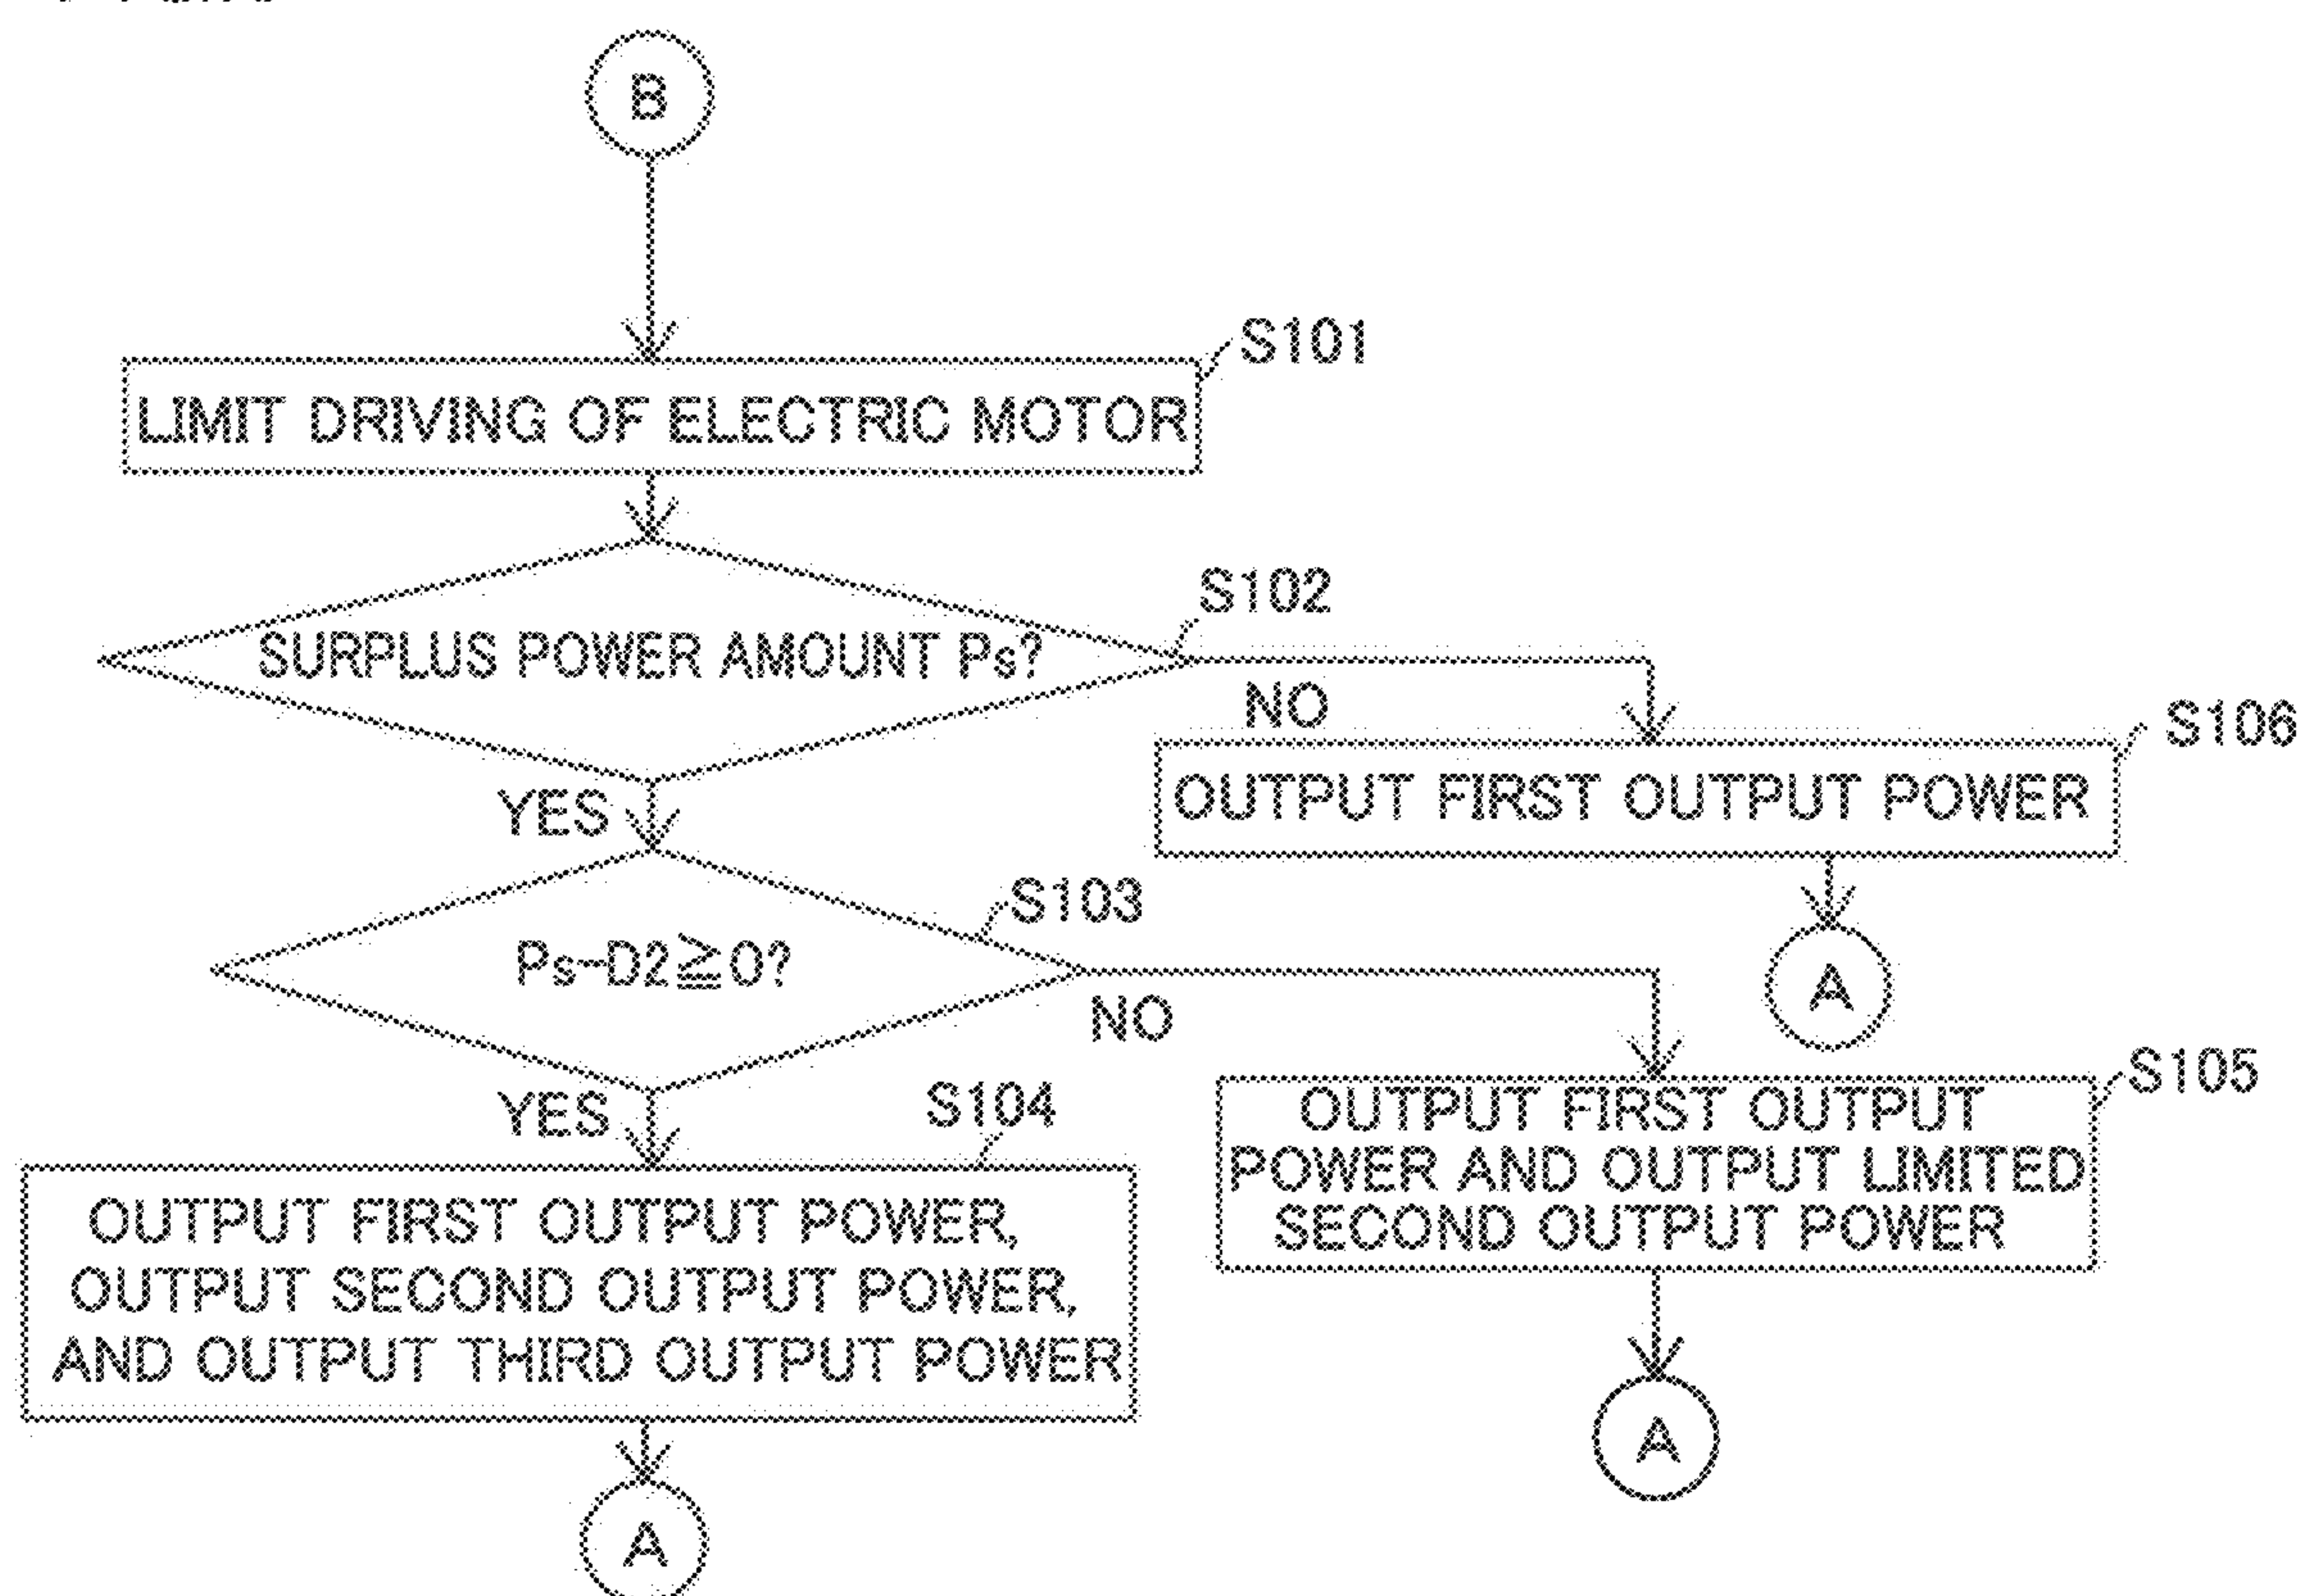 B
S101
LIMIT DRIVING OF ELECTRIC MOTOR
S102
SURPLUS POWER AMOUNT Ps?
NO
S106
OUTPUT FIRST OUTPUT POWER
A
YES
S103
Ps-D2≧0?
NO
S105
OUTPUT FIRST OUTPUT
POWER AND OUTPUT LIMITED
SECOND OUTPUT POWER
A
YES
S104
OUTPUT FIRST OUTPUT POWER,
OUTPUT SECOND OUTPUT POWER,
AND OUTPUT THIRD OUTPUT POWER
A